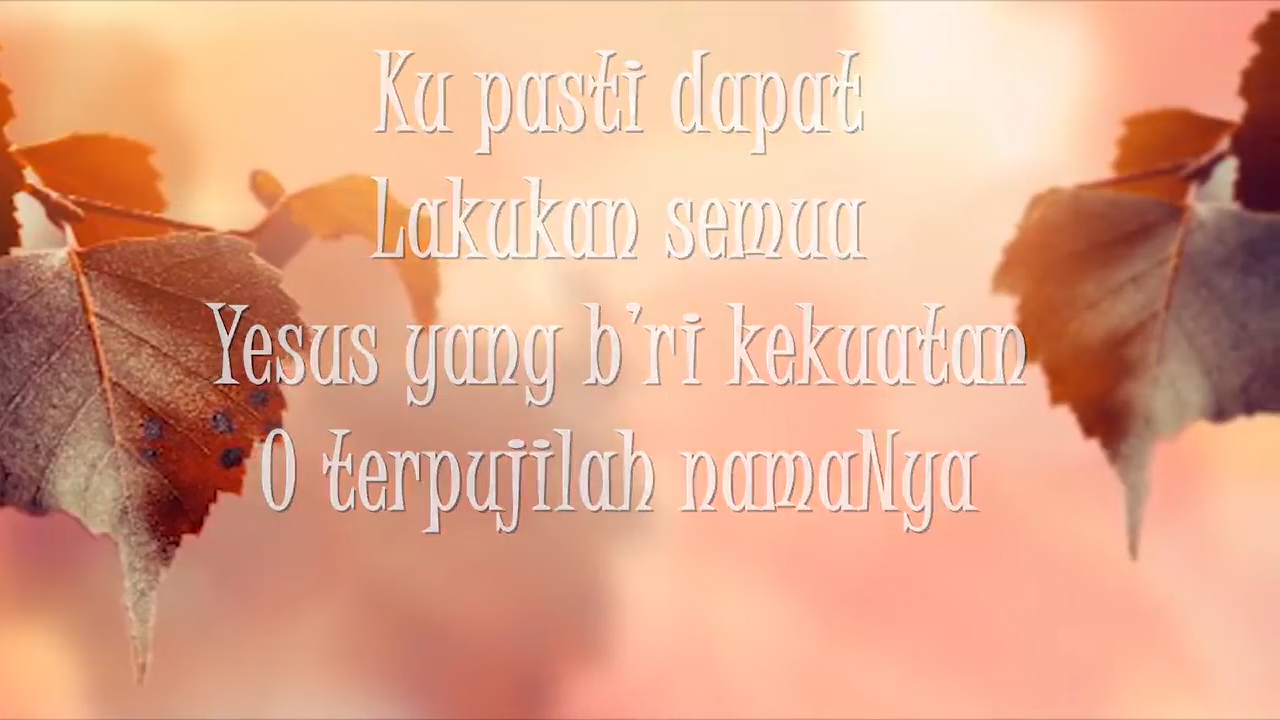 Ku pasti dapat
Lakukan semua
Yesus yang b'ri kekuatan
O terpujilah namaNya